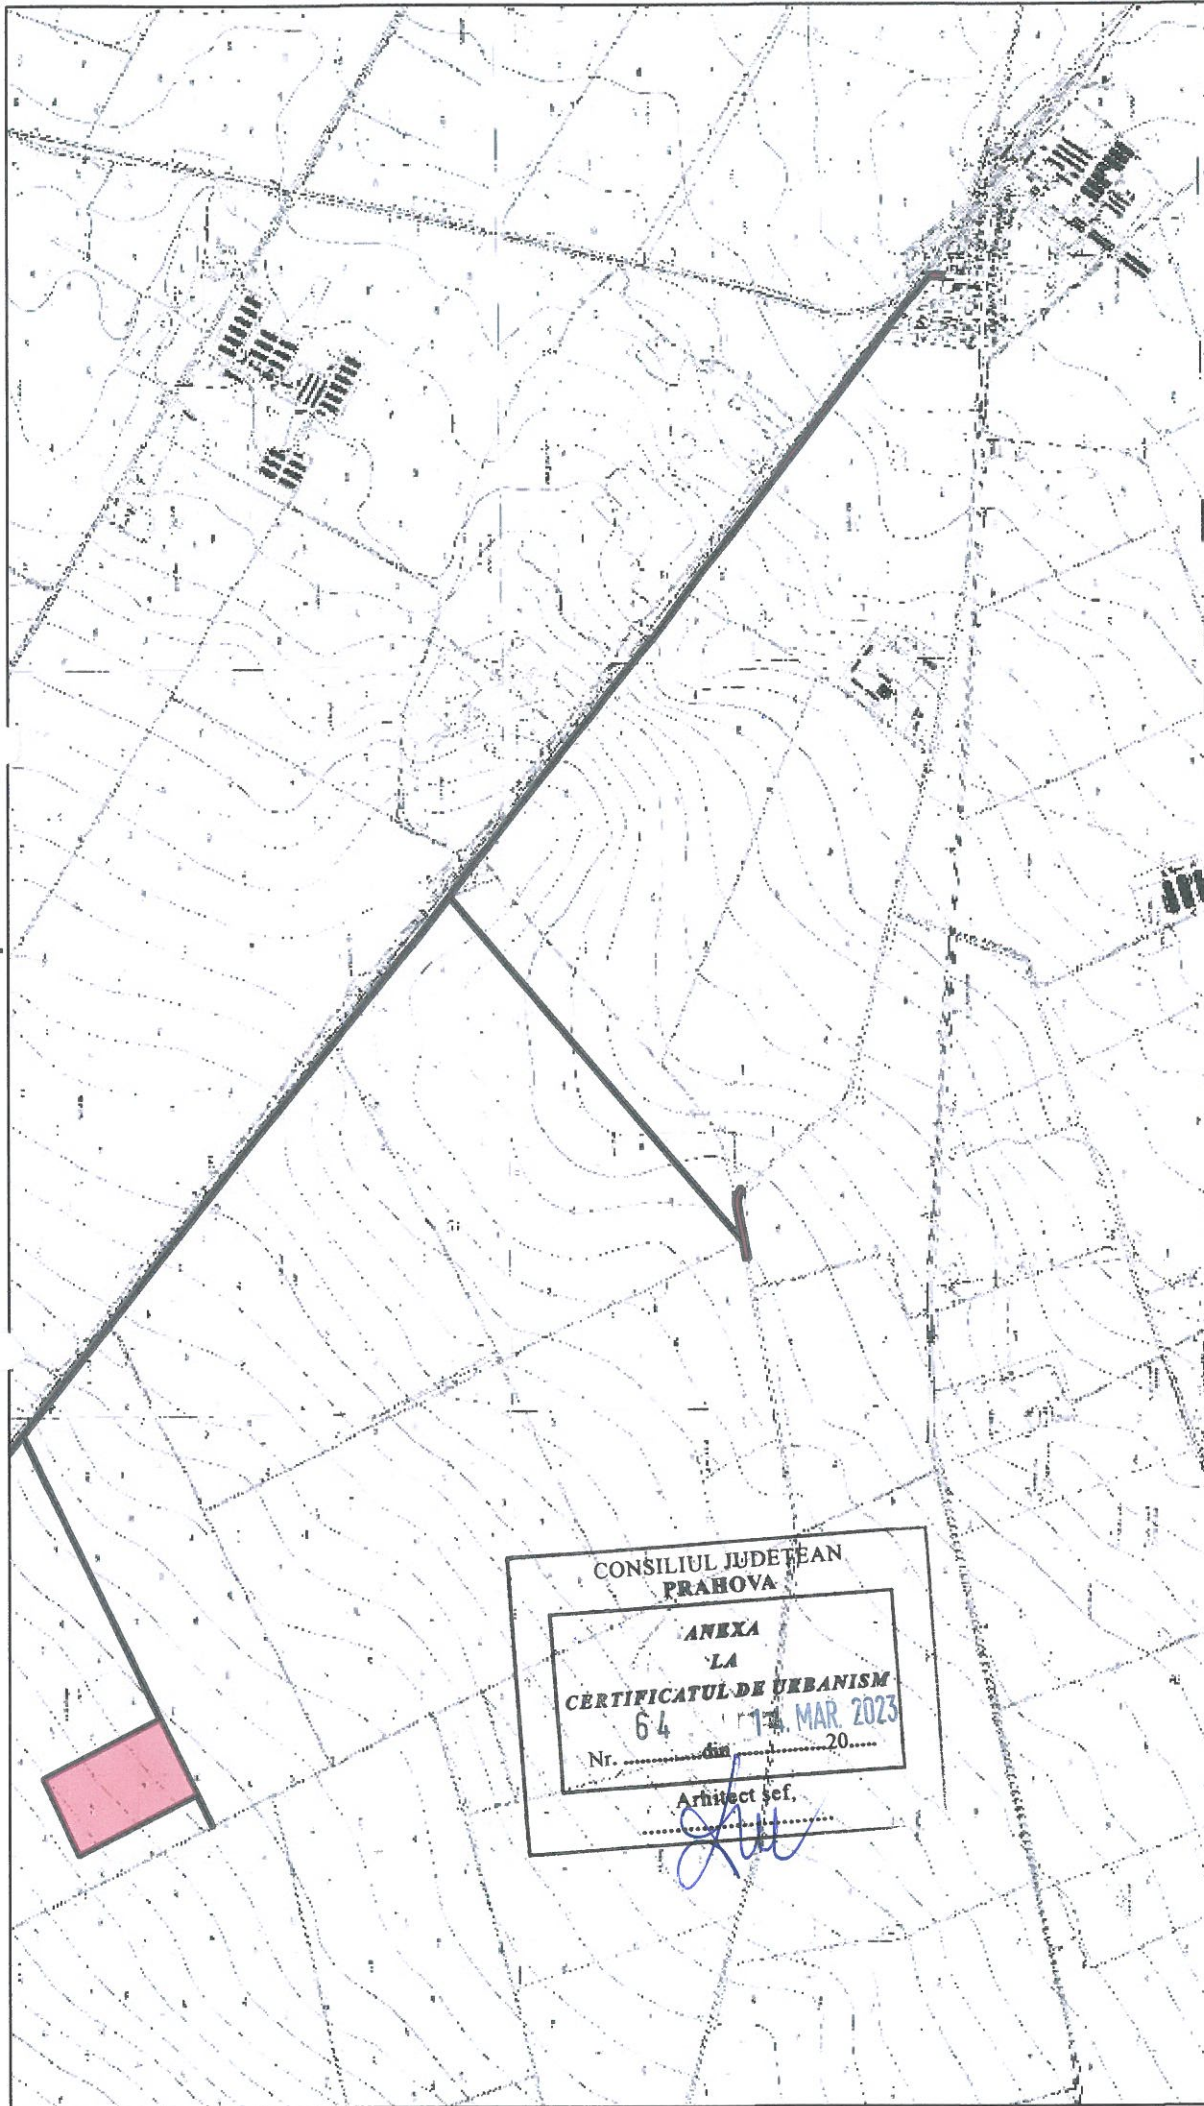 CONSILIUL JUDEȚEAN
PRAHOVA
ANEXA
LA
CERTIFICATUL DE URBANISM
64 14. MAR. 2023
Nr. ..............din ................20.....
Arhitect șef,